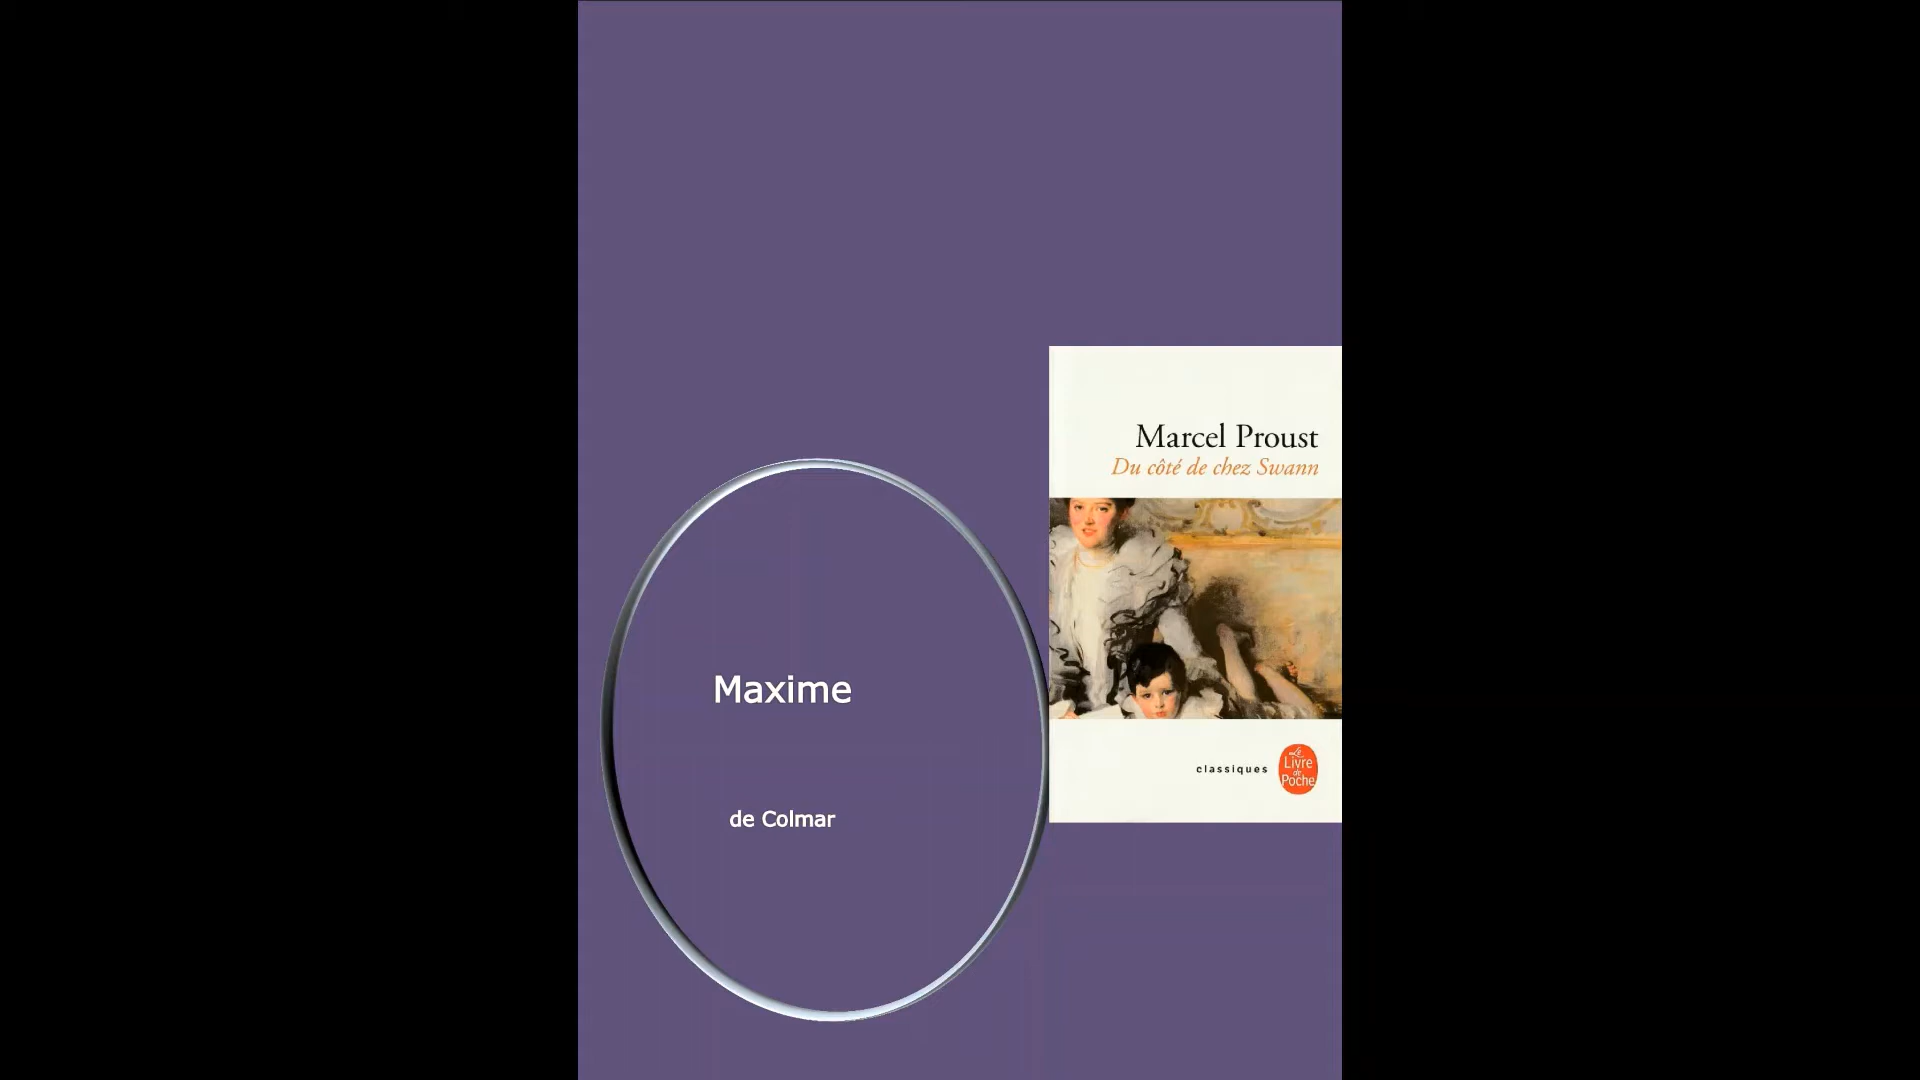 Marcel Proust
Du côté de chez Swann
Maxime
classiques
Le
Livre
de
Poche
de Colmar